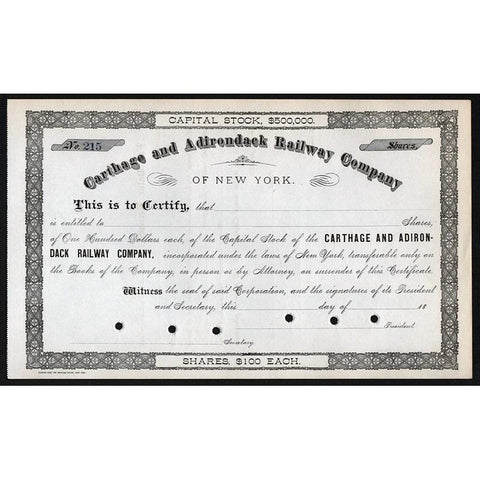 CAPITAL STOCK, $500,000.
No. 215
Shares
Carthage and Adirondack Railway Company
OF NEW YORK.
This is to Certify, that
is entitled to Shares,
of One Hundred Dollars each, of the Capital Stock of the CARTHAGE AND ADIRON-
DACK RAILWAY COMPANY, incorporated under the laws of New York, transferable only on
the Books of the Company, in person or by Attorney, on surrender of this Certificate.
Witness the seal of said Corporation, and the signatures of its President
and Secretary, this day of 18
President.
Secretary.
SHARES, $100 EACH.